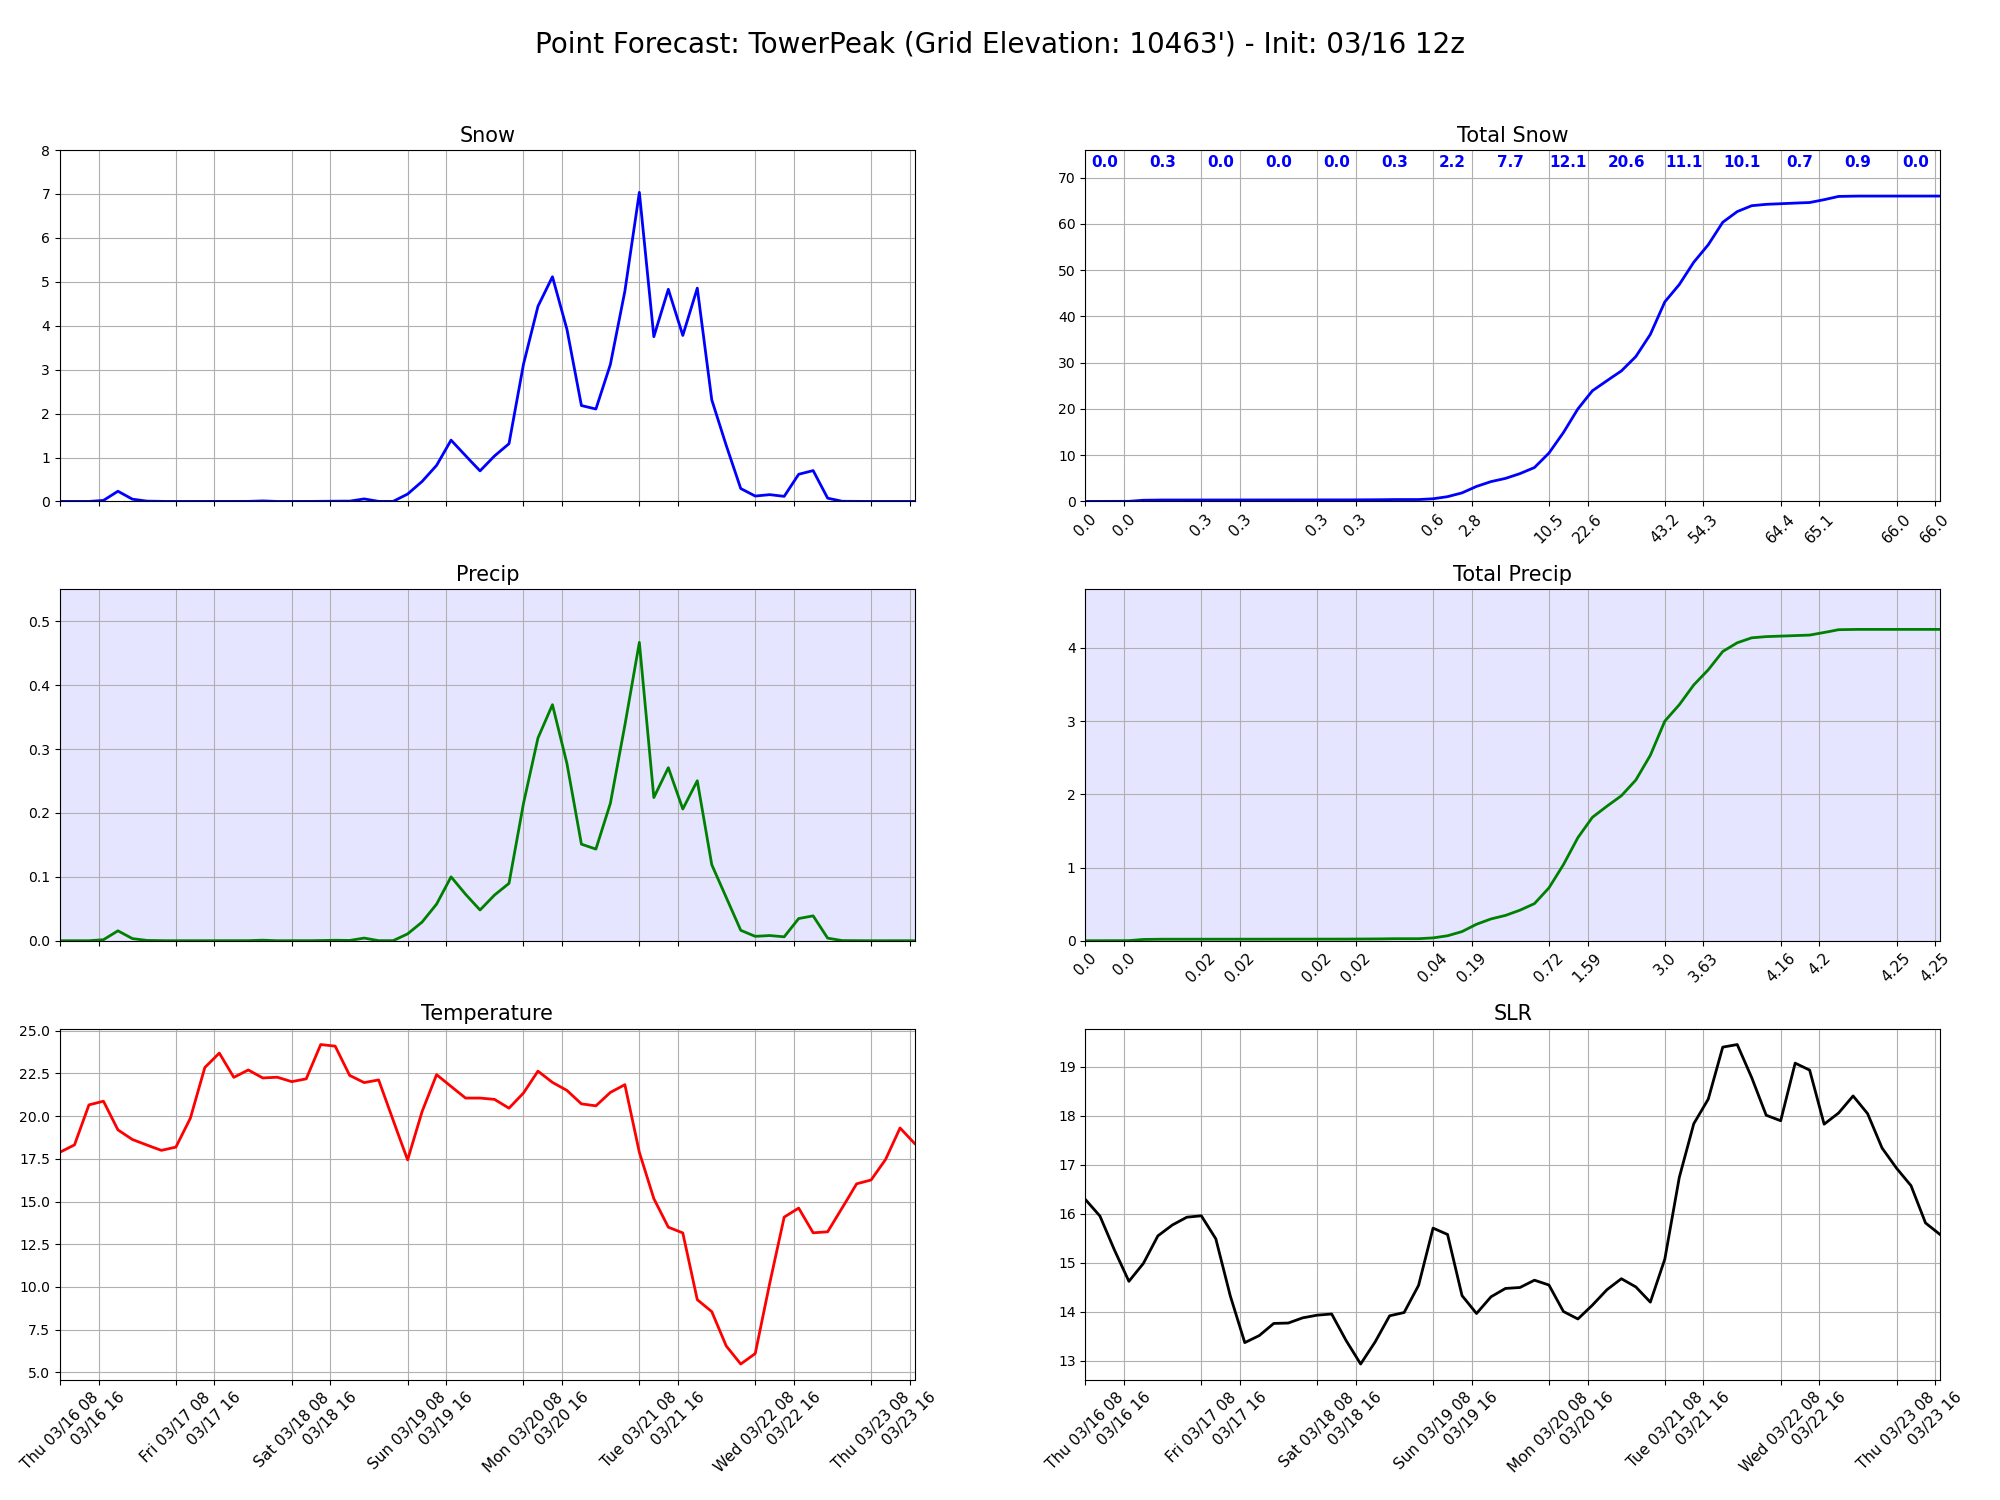 Point Forecast: TowerPeak (Grid Elevation: 10463') - Init: 03/16 12z
Snow
8
7
6
5
4
3
2
1
0
Total Snow
0.0 0.3 0.0 0.0 0.0 0.3 2.2 7.7 12.1 20.6 11.1 10.1 0.7 0.9 0.0
70
60
50
40
30
20
10
0
0.0 0.0 0.3 0.3 0.3 0.3 0.6 2.8 10.5 22.6 43.2 54.3 64.4 65.1 66.0 66.0
Precip
0.5
0.4
0.3
0.2
0.1
0.0
Total Precip
4
3
2
1
0
0.0 0.0 0.02 0.02 0.02 0.02 0.04 0.19 0.72 1.59 3.0 3.63 4.16 4.2 4.25 4.25
Temperature
25.0
22.5
20.0
17.5
15.0
12.5
10.0
7.5
5.0
Thu 03/16 08
03/16 16
Fri 03/17 08
03/17 16
Sat 03/18 08
03/18 16
Sun 03/19 08
03/19 16
Mon 03/20 08
03/20 16
Tue 03/21 08
03/21 16
Wed 03/22 08
03/22 16
Thu 03/23 08
03/23 16
SLR
19
18
17
16
15
14
13
Thu 03/16 08
03/16 16
Fri 03/17 08
03/17 16
Sat 03/18 08
03/18 16
Sun 03/19 08
03/19 16
Mon 03/20 08
03/20 16
Tue 03/21 08
03/21 16
Wed 03/22 08
03/22 16
Thu 03/23 08
03/23 16